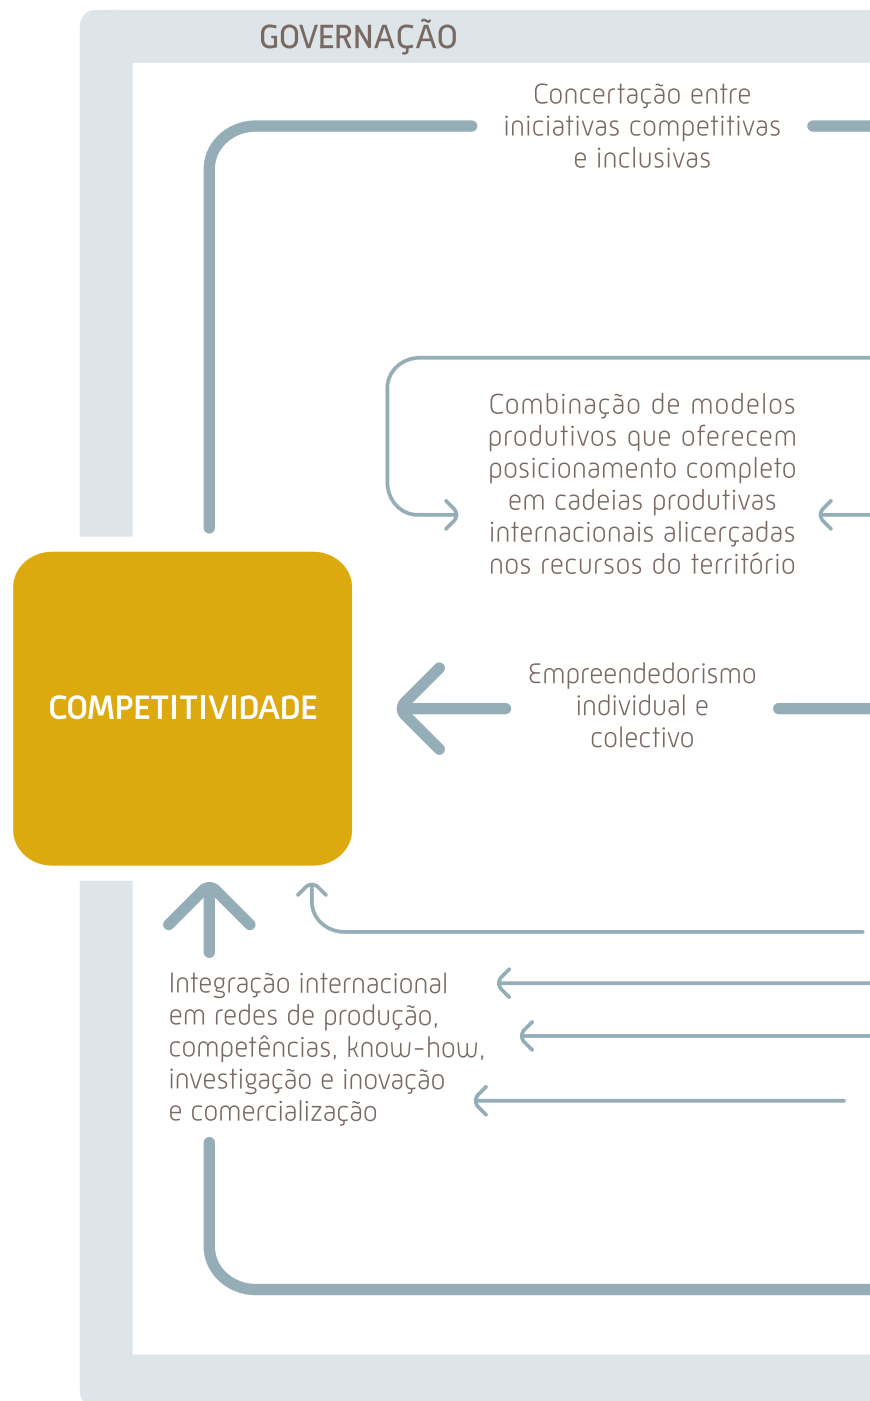 GOVERNAÇÃO
Concertação entre
iniciativas competitivas
e inclusivas
Combinação de modelos
produtivos que oferecem
posicionamento completo
em cadeias produtivas
internacionais alicerçadas
nos recursos do território
COMPETITIVIDADE
Empreendedorismo
individual e
colectivo
Integração internacional
em redes de produção,
competências, know-how,
investigação e inovação
e comercialização